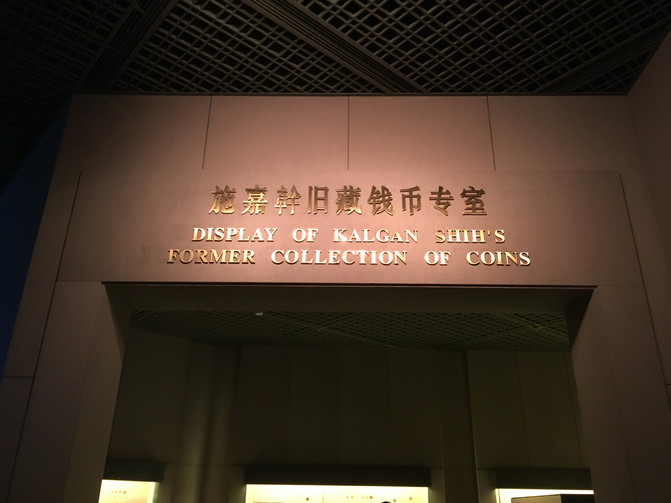 施嘉幹旧藏钱币专室
DISPLAY OF KALGAN SHIH'S
FORMER COLLECTION OF COINS